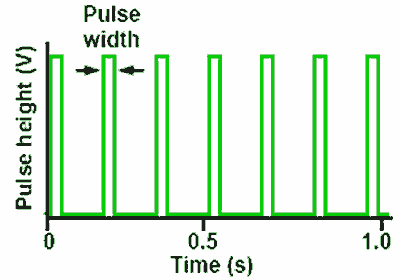 Pulse
width
Pulse height (V)
0
0.5
1.0
Time (s)